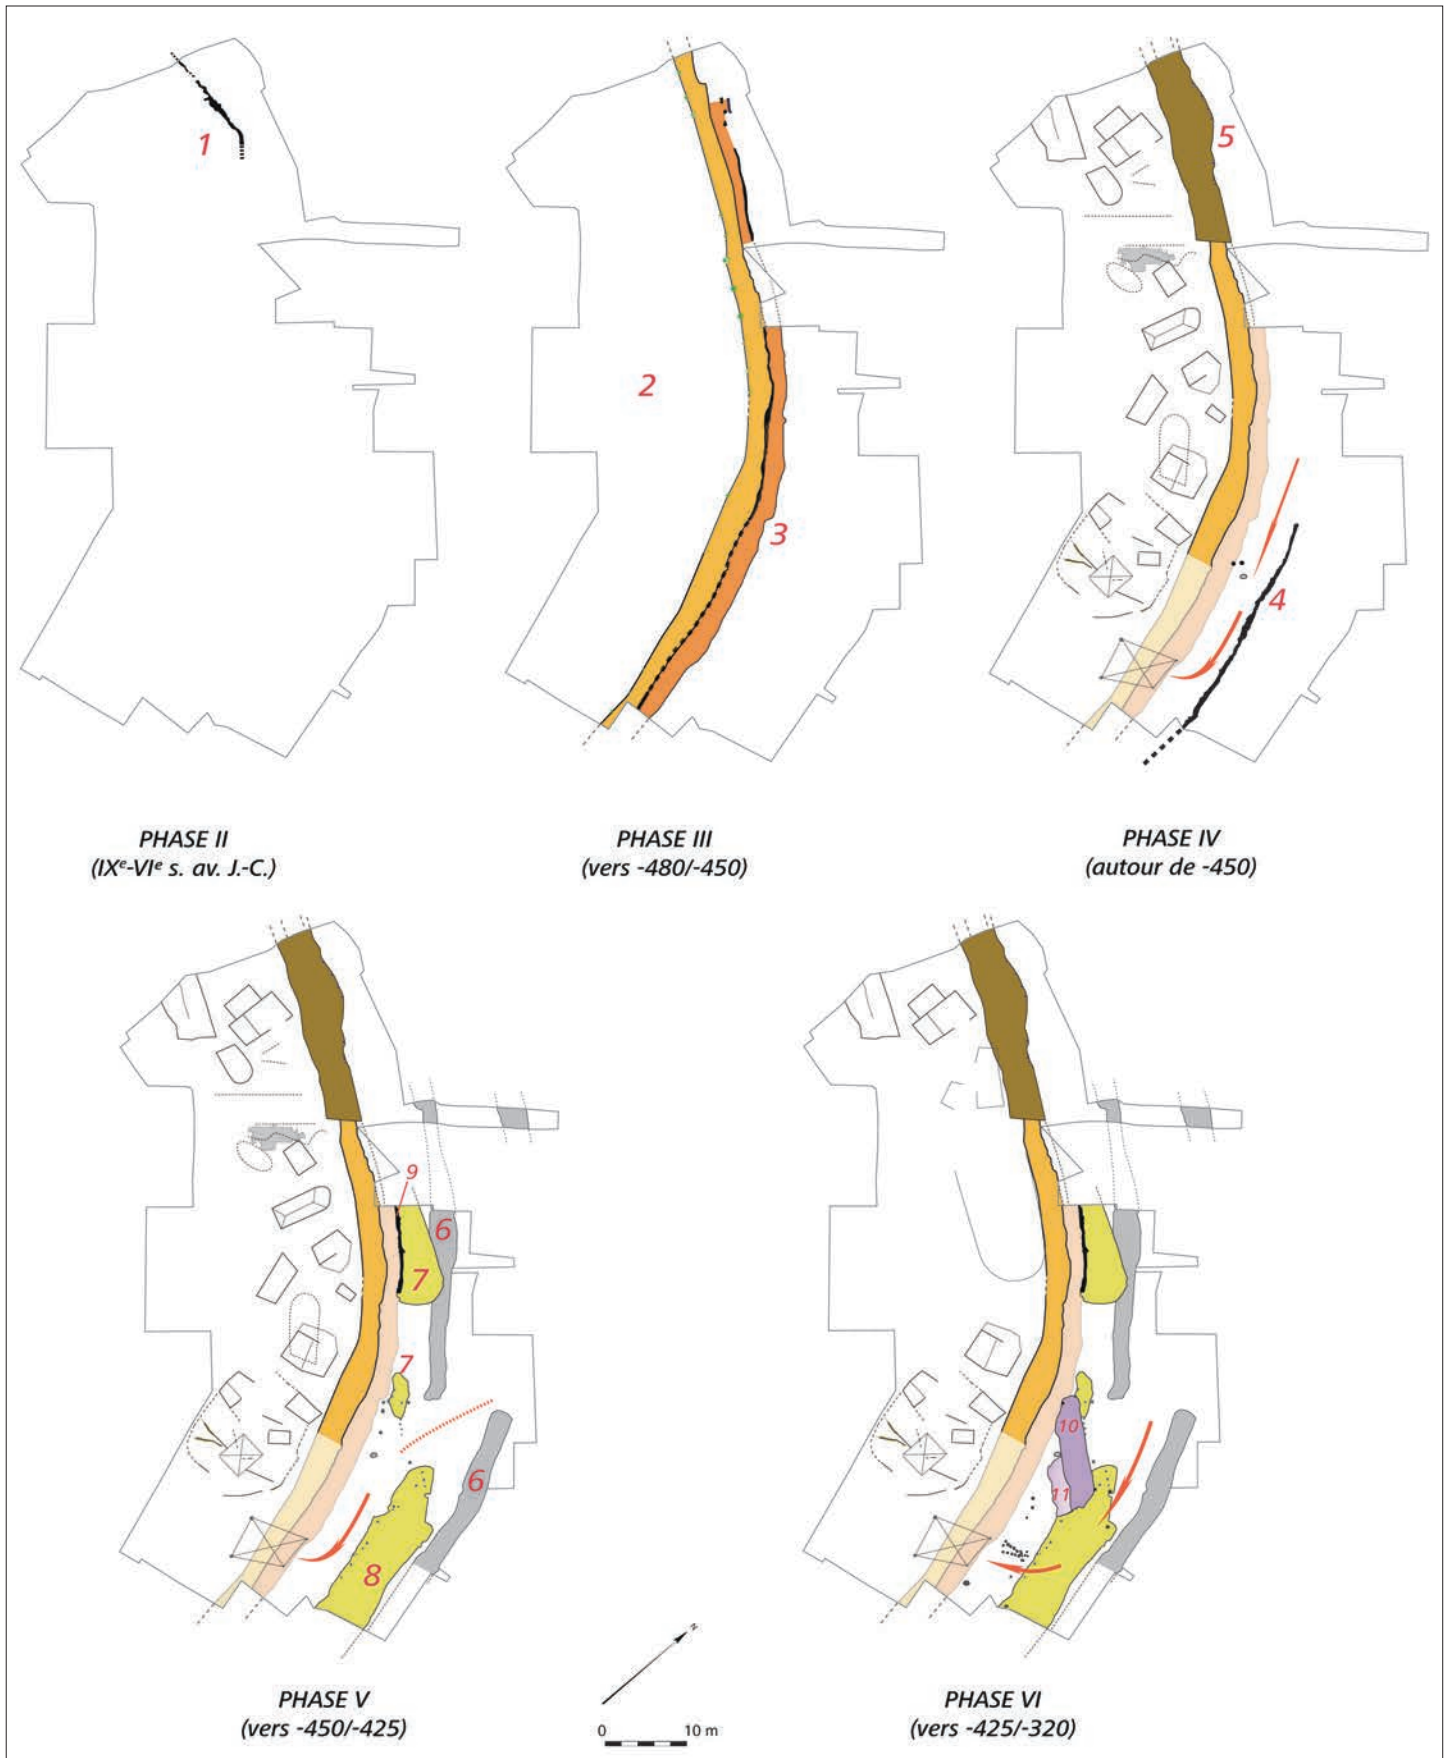 1
2
3
4
5
PHASE II
(IXᵉ-VIᵉ s. av. J.-C.)
PHASE III
(vers -480/-450)
PHASE IV
(autour de -450)
9
6
7
7
6
8
10
11
PHASE V
(vers -450/-425)
N
0 10 m
PHASE VI
(vers -425/-320)